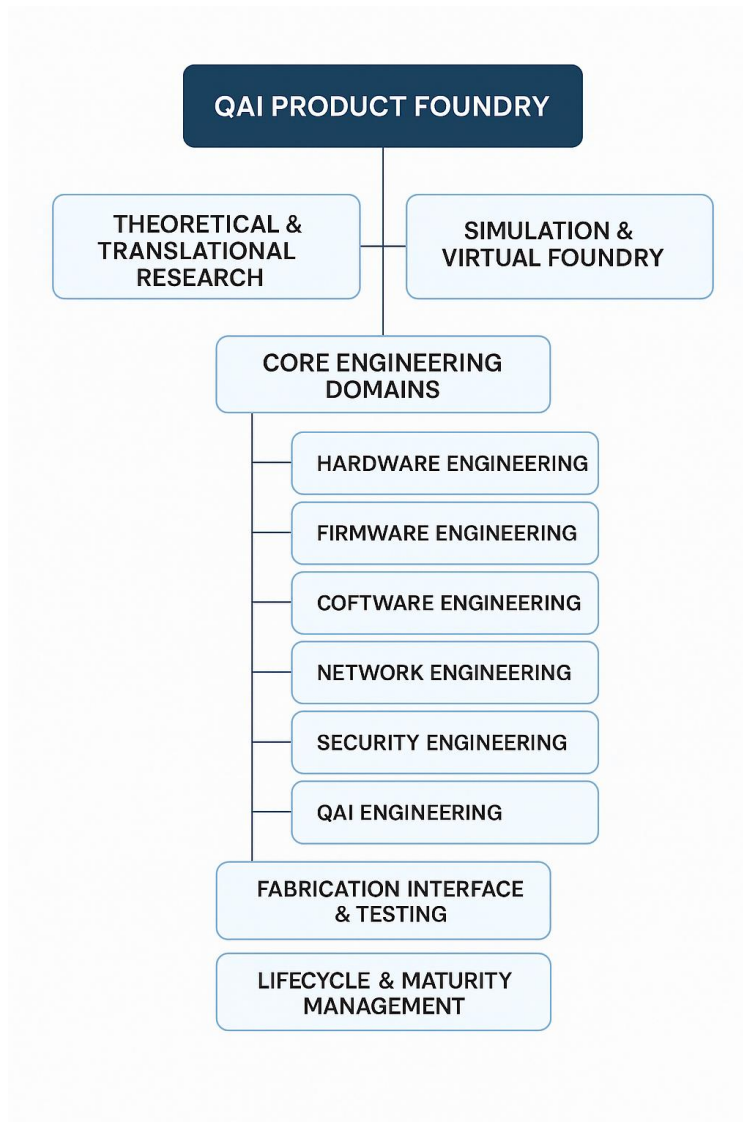 QAI PRODUCT FOUNDRY
THEORETICAL &
TRANSLATIONAL
RESEARCH
SIMULATION &
VIRTUAL FOUNDRY
CORE ENGINEERING
DOMAINS
HARDWARE ENGINEERING
FIRMWARE ENGINEERING
COFTWARE ENGINEERING
NETWORK ENGINEERING
SECURITY ENGINEERING
QAI ENGINEERING
FABRICATION INTERFACE
& TESTING
LIFECYCLE & MATURITY
MANAGEMENT